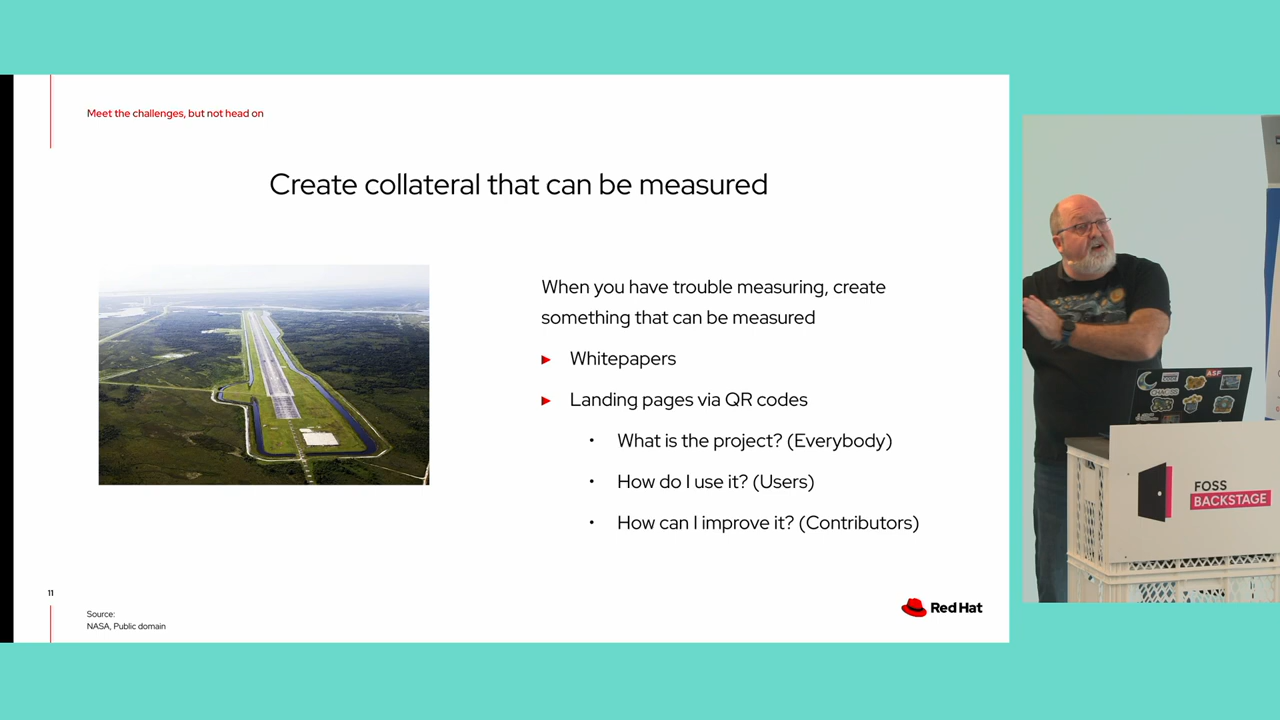 Meet the challenges, but not head on
Create collateral that can be measured
When you have trouble measuring, create
something that can be measured
▸ Whitepapers
▸ Landing pages via QR codes
• What is the project? (Everybody)
• How do I use it? (Users)
• How can I improve it? (Contributors)
11
Source:
NASA, Public domain
Red Hat
ASF
FOSS
BACKSTAGE